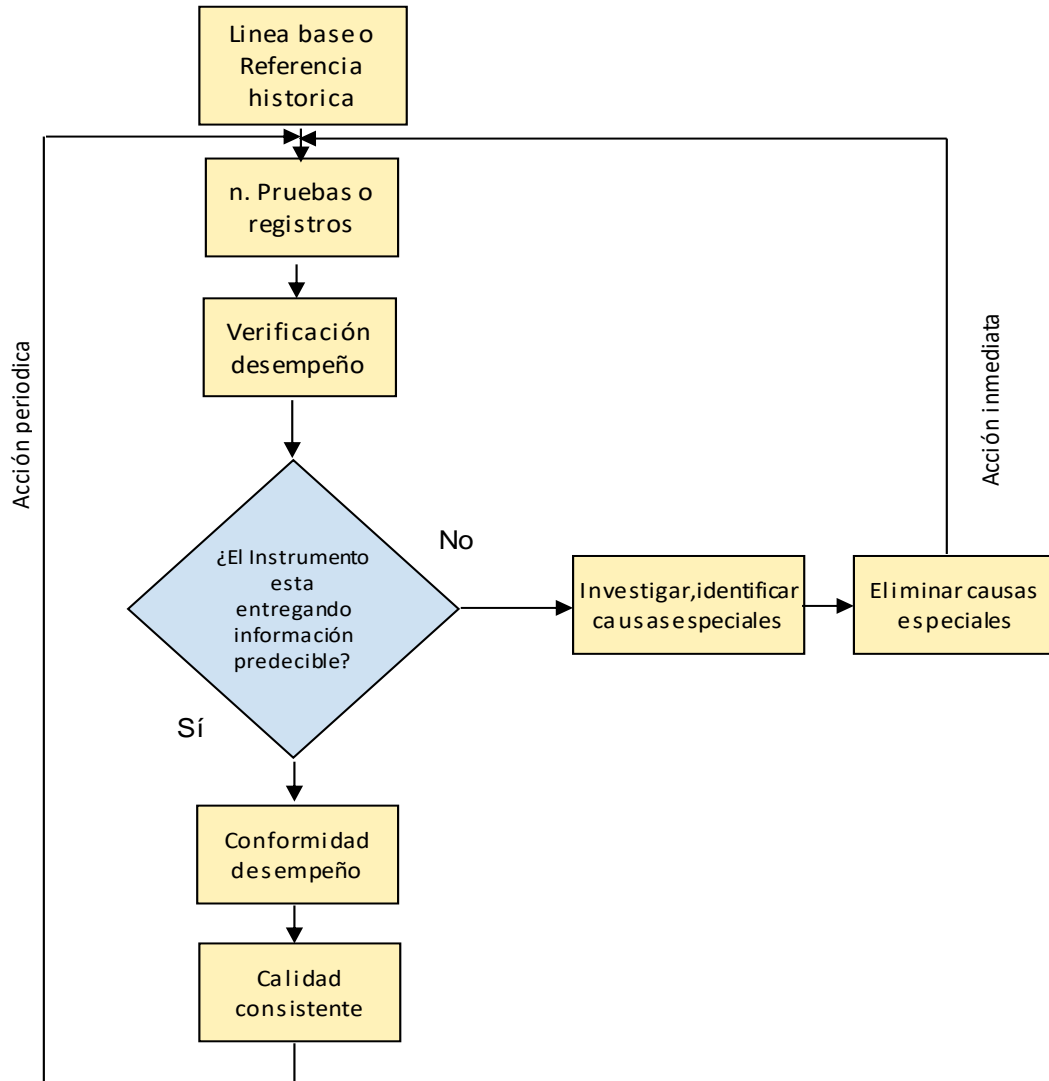 Linea base o
Referencia
historica
n. Pruebas o
registros
Verificación
desempeño
Acción periodica
Acción inmediata
¿El Instrumento
esta
entregando
información
predecible?
No
Investigar,identificar
causas especiales
Eliminar causas
especiales
Sí
Conformidad
desempeño
Calidad
consistente